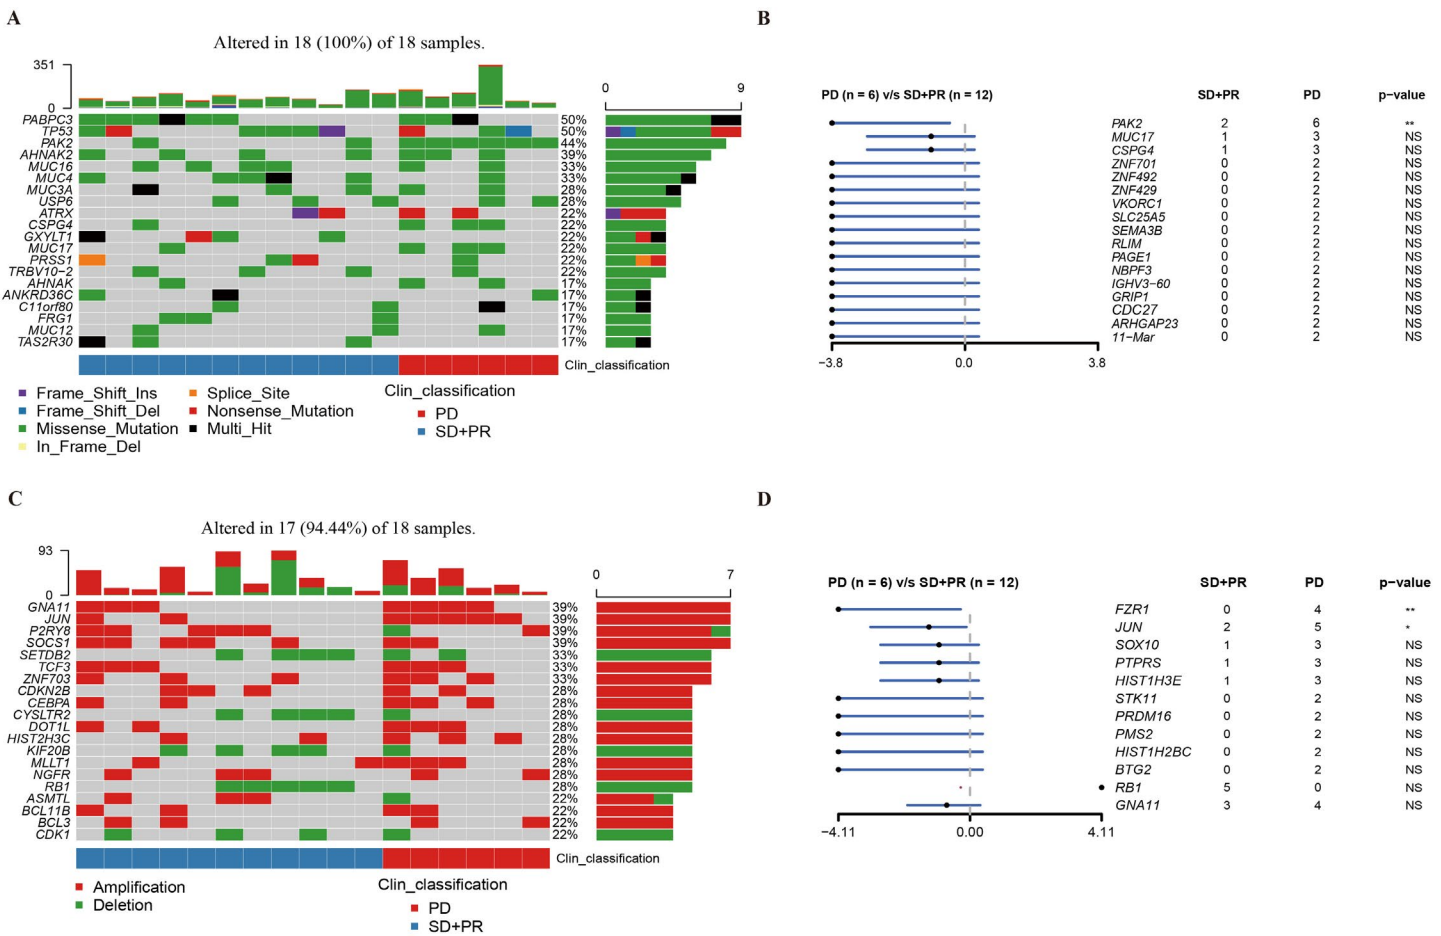 A
Altered in 18 (100%) of 18 samples.
351
0
0 9
PABPC3 50%
TP53 50%
PAK2 44%
AHNAK2 39%
MUC16 33%
MUC4 33%
MUC3A 28%
USP6 28%
ATRX 22%
CSPG4 22%
GXYLT1 22%
MUC17 22%
PRSS1 22%
TRBV10−2 22%
AHNAK 17%
ANKRD36C 17%
C11orf80 17%
FRG1 17%
MUC12 17%
TAS2R30 17%
Clin_classification
Frame_Shift_Ins
Frame_Shift_Del
Missense_Mutation
In_Frame_Del
Splice_Site
Nonsense_Mutation
Multi_Hit
Clin_classification
PD
SD+PR
B
PD (n = 6) v/s SD+PR (n = 12) SD+PR PD p−value
PAK2 2 6 **
MUC17 1 3 NS
CSPG4 1 3 NS
ZNF701 0 2 NS
ZNF492 0 2 NS
ZNF429 0 2 NS
VKORC1 0 2 NS
SLC25A5 0 2 NS
SEMA3B 0 2 NS
RLIM 0 2 NS
PAGE1 0 2 NS
NBPF3 0 2 NS
IGHV3−60 0 2 NS
GRIP1 0 2 NS
CDC27 0 2 NS
ARHGAP23 0 2 NS
11−Mar 0 2 NS
−3.8 0.0 3.8
C
Altered in 17 (94.44%) of 18 samples.
93
0
0 7
GNA11 39%
JUN 39%
P2RY8 39%
SOCS1 39%
SETDB2 33%
TCF3 33%
ZNF703 33%
CDKN2B 28%
CEBPA 28%
CYSLTR2 28%
DOT1L 28%
HIST2H3C 28%
KIF20B 28%
MLLT1 28%
NGFR 28%
RB1 28%
ASMTL 22%
BCL11B 22%
BCL3 22%
CDK1 22%
Clin_classification
Amplification
Deletion
Clin_classification
PD
SD+PR
D
PD (n = 6) v/s SD+PR (n = 12) SD+PR PD p−value
FZR1 0 4 **
JUN 2 5 *
SOX10 1 3 NS
PTPRS 1 3 NS
HIST1H3E 1 3 NS
STK11 0 2 NS
PRDM16 0 2 NS
PMS2 0 2 NS
HIST1H2BC 0 2 NS
BTG2 0 2 NS
RB1 5 0 NS
GNA11 3 4 NS
−4.11 0.00 4.11